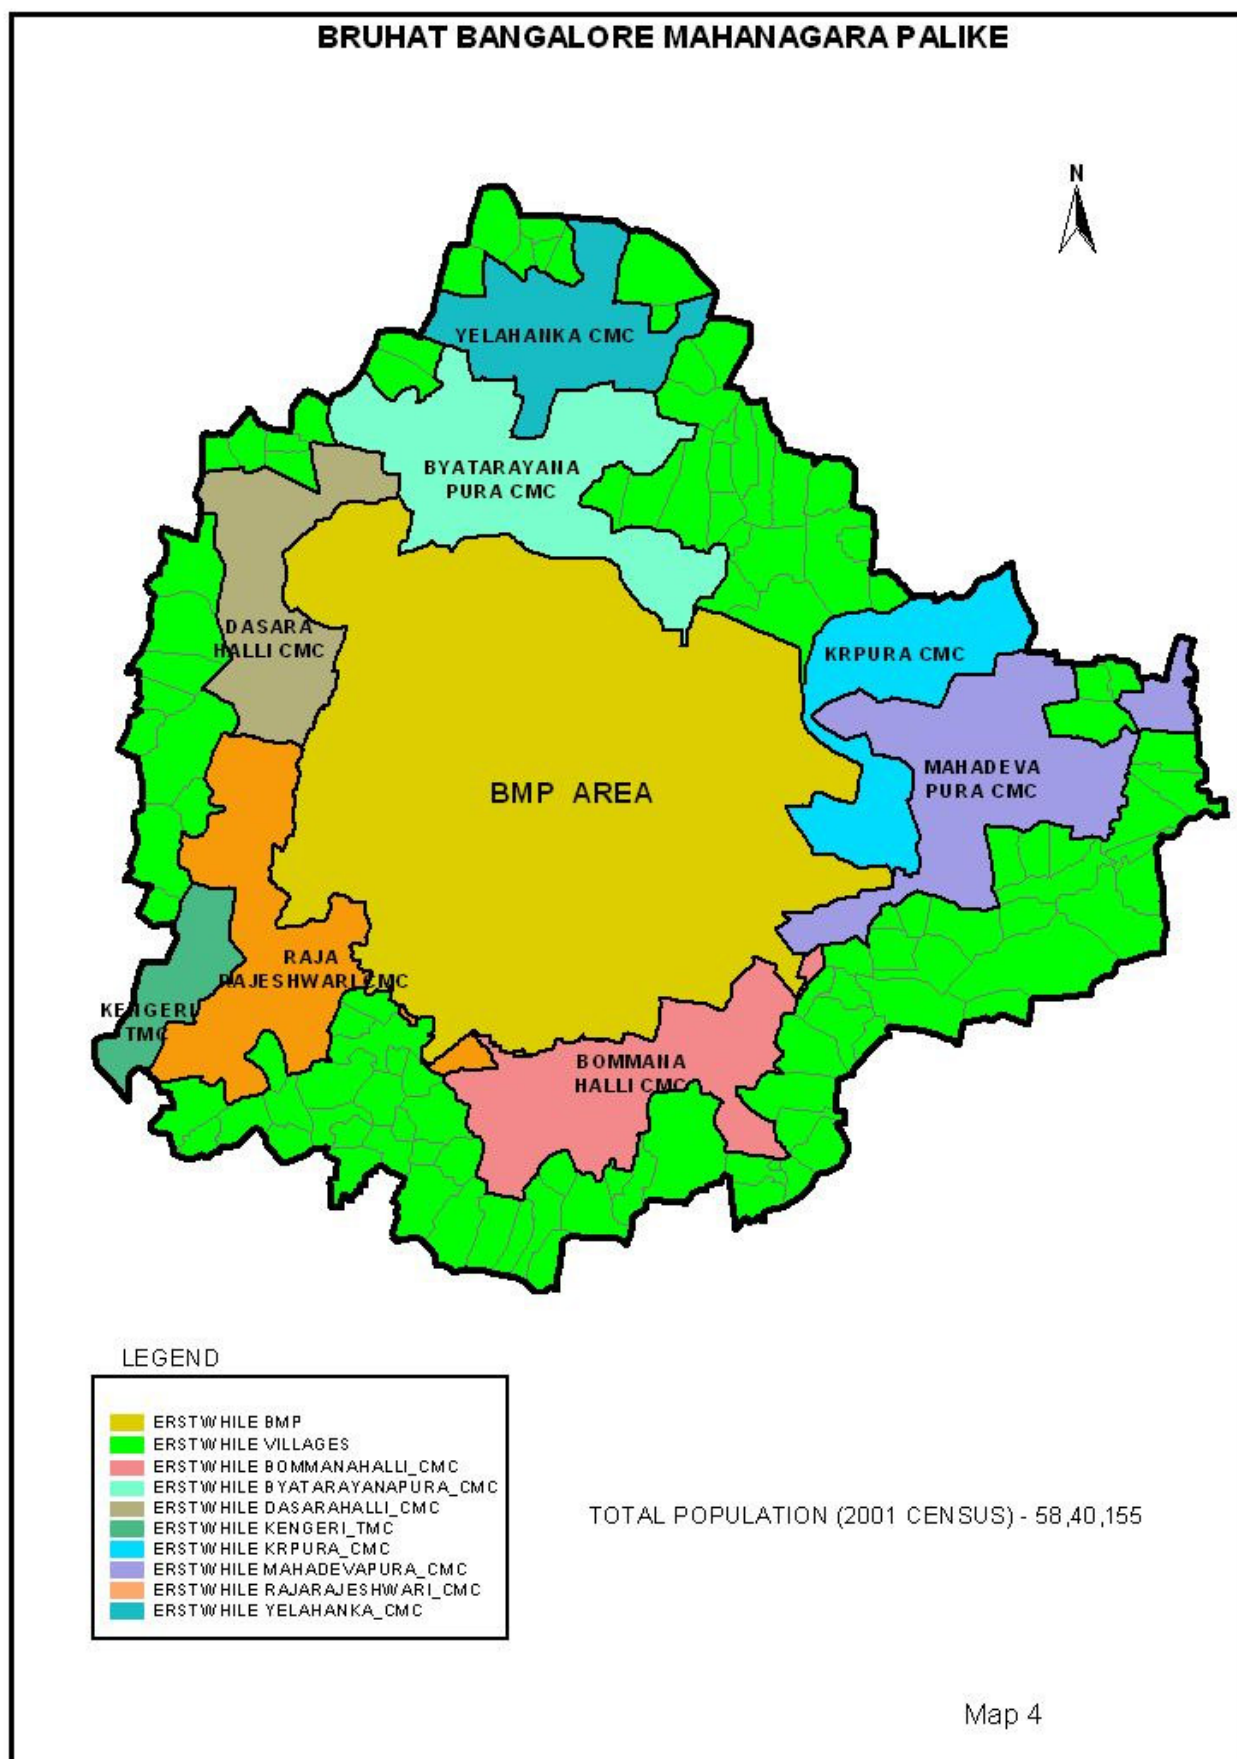 BRUHAT BANGALORE MAHANAGARA PALIKE
N
YELAHANKA CMC
BYATARAYANA
PURA CMC
DASARA
HALLI CMC
KRPURA CMC
MAHADEVA
PURA CMC
BMP AREA
RAJA
RAJESHWARI CMC
KENGERI
TMC
BOMMANA
HALLI CMC
LEGEND
ERSTWHILE BMP
ERSTWHILE VILLAGES
ERSTWHILE BOMMANAHALLI_CMC
ERSTWHILE BYATARAYANAPURA_CMC
ERSTWHILE DASARAHALLI_CMC
ERSTWHILE KENGERI_TMC
ERSTWHILE KRPURA_CMC
ERSTWHILE MAHADEVAPURA_CMC
ERSTWHILE RAJARAJESHWARI_CMC
ERSTWHILE YELAHANKA_CMC
TOTAL POPULATION (2001 CENSUS) - 58,40,155
Map 4